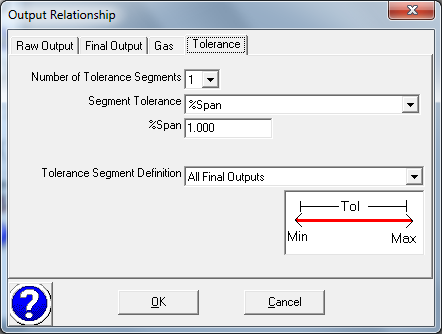 Output Relationship
Raw Output Final Output Gas Tolerance
Number of Tolerance Segments 1
Segment Tolerance %Span
%Span 1.000
Tolerance Segment Definition All Final Outputs
Tol
Min Max
? OK Cancel